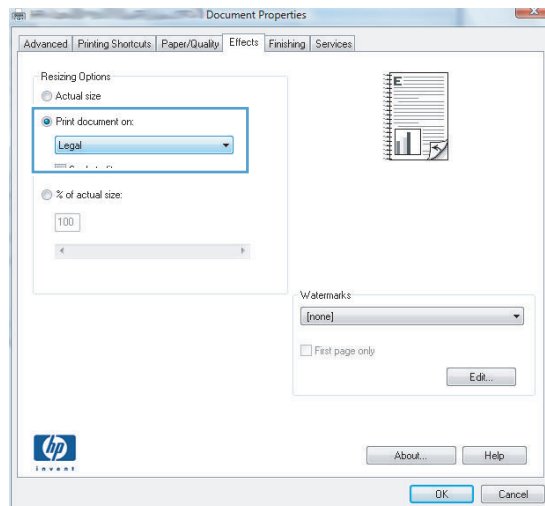 Document Properties
Advanced
Printing Shortcuts
Paper/Quality
Effects
Finishing
Services
Resizing Options
Actual size
Print document on:
Legal
% of actual size:
100
E
Watermarks
[none]
First page only
Edit...
hp
invent
About...
Help
OK
Cancel